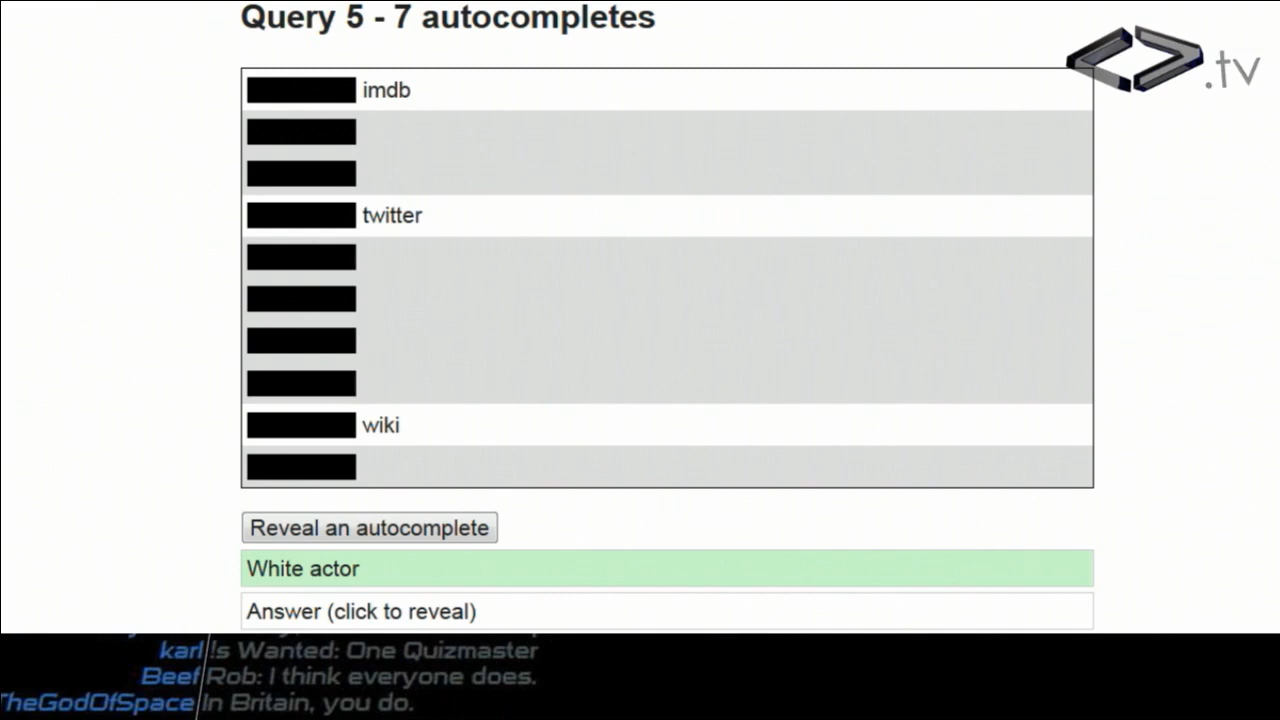 Query 5 - 7 autocompletes
.tv
imdb
twitter
wiki
Reveal an autocomplete
White actor
Answer (click to reveal)
karl !s Wanted: One Quizmaster
Beef Rob: I think everyone does.
TheGodOfSpace In Britain, you do.